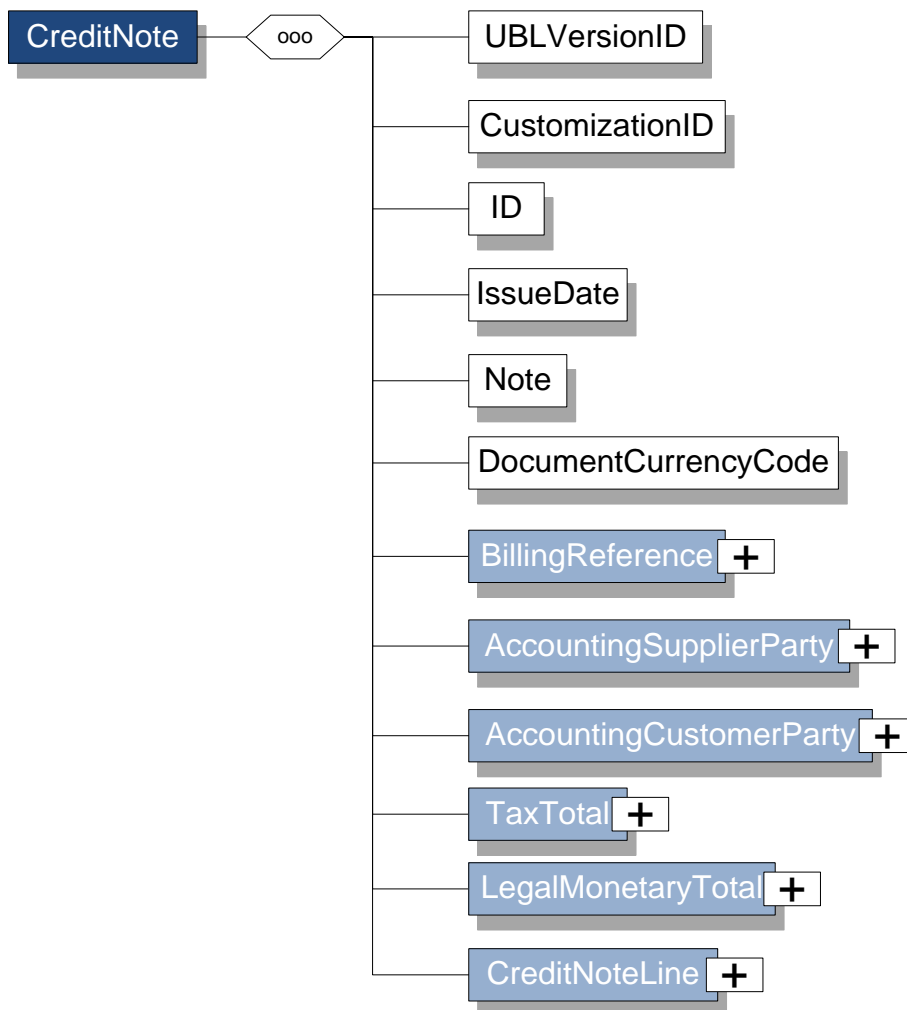 CreditNote
ooo
UBLVersionID
CustomizationID
ID
IssueDate
Note
DocumentCurrencyCode
BillingReference +
AccountingSupplierParty +
AccountingCustomerParty +
TaxTotal +
LegalMonetaryTotal +
CreditNoteLine +